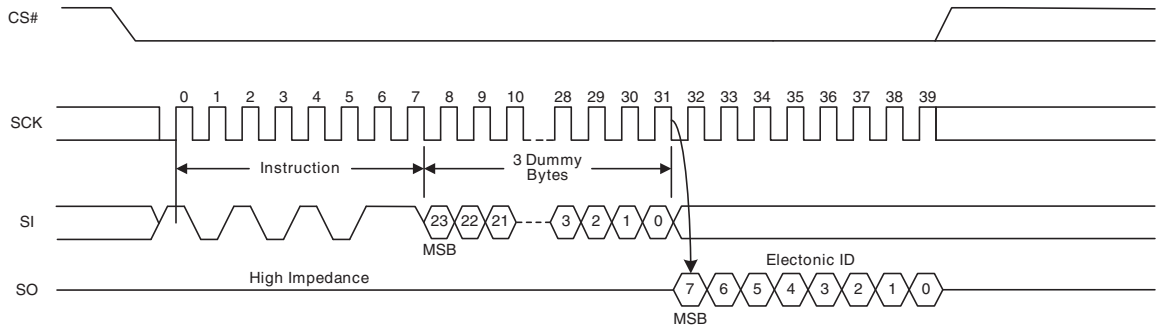 CS#
0 1 2 3 4 5 6 7 8 9 10 28 29 30 31 32 33 34 35 36 37 38 39
SCK
Instruction
3 Dummy
Bytes
SI
23 22 21 3 2 1 0
MSB
High Impedance
Electonic ID
SO
7 6 5 4 3 2 1 0
MSB